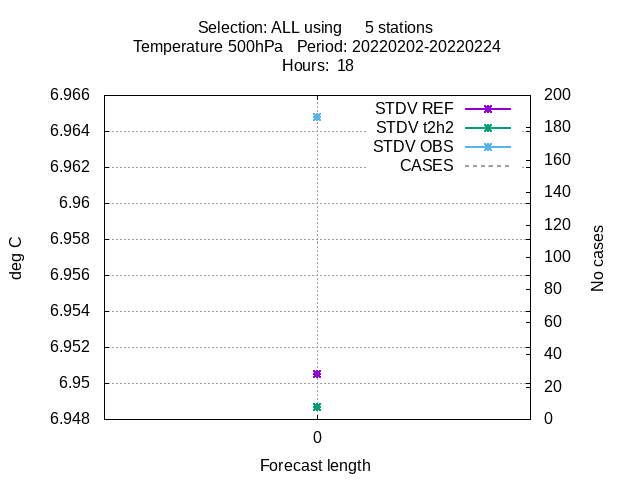 Selection: ALL using     5 stations
Temperature 500hPa   Period: 20220202-20220224
Hours:  18
6.966
6.964
6.962
6.96
6.958
6.956
6.954
6.952
6.95
6.948
deg C
STDV REF
STDV t2h2
STDV OBS
CASES
200
180
160
140
120
100
80
60
40
20
0
No cases
0
Forecast length